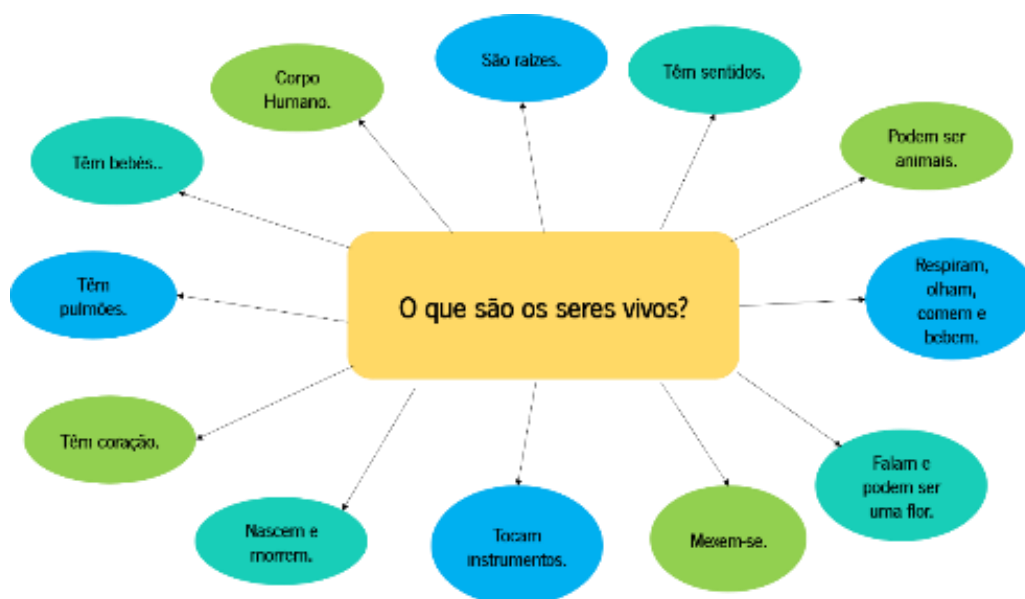 São raízes.
Têm sentidos.
Corpo
Humano.
Podem ser
animais.
Têm bebés..
Respiram,
olham,
comem e
bebem.
Têm
pulmões.
O que são os seres vivos?
Têm coração.
Falam e
podem ser
uma flor.
Nascem e
morrem.
Tocam
instrumentos.
Mexem-se.